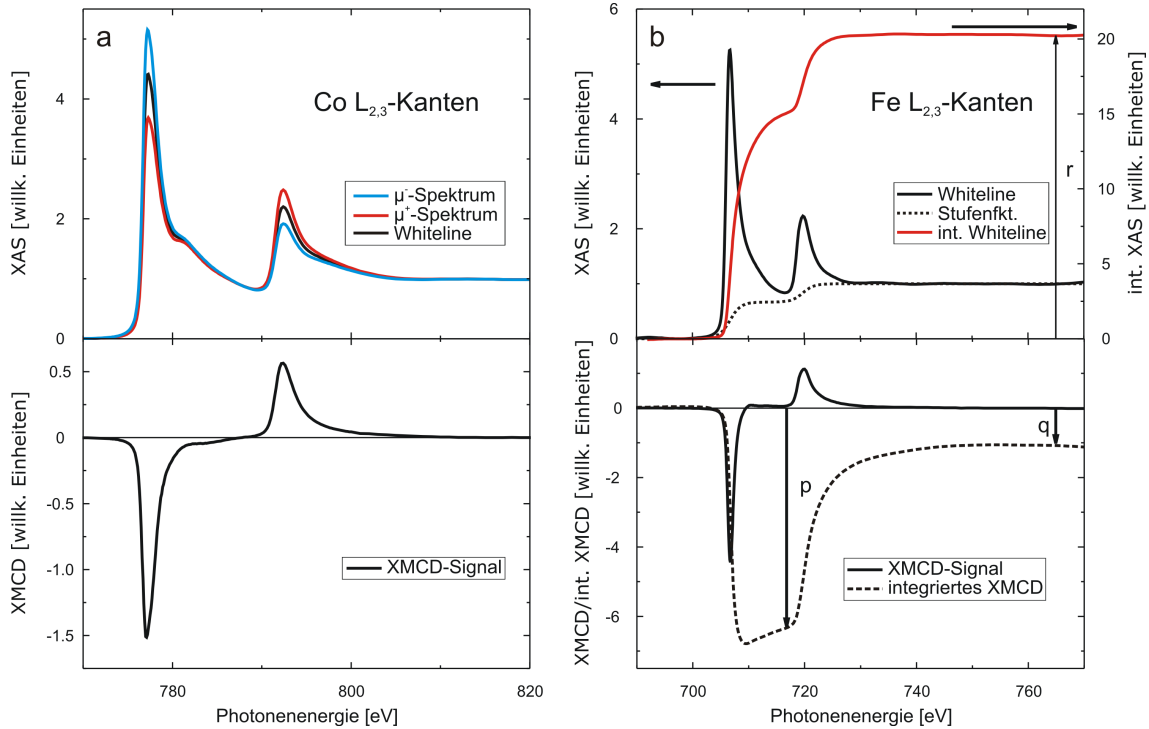 a
Co L2,3-Kanten
XAS [willk. Einheiten]
4
2
0
μ--Spektrum
μ+-Spektrum
Whiteline
XMCD [willk. Einheiten]
0.5
0
-0.5
-1.0
-1.5
XMCD-Signal
780
800
820
Photonenenergie [eV]
b
Fe L2,3-Kanten
XAS [willk. Einheiten]
6
4
2
0
int. XAS [willk. Einheiten]
20
15
10
5
0
r
Whiteline
Stufenfkt.
int. Whiteline
XMCD/int. XMCD [willk. Einheiten]
0
-2
-4
-6
p
q
XMCD-Signal
integriertes XMCD
700
720
740
760
Photonenenergie [eV]